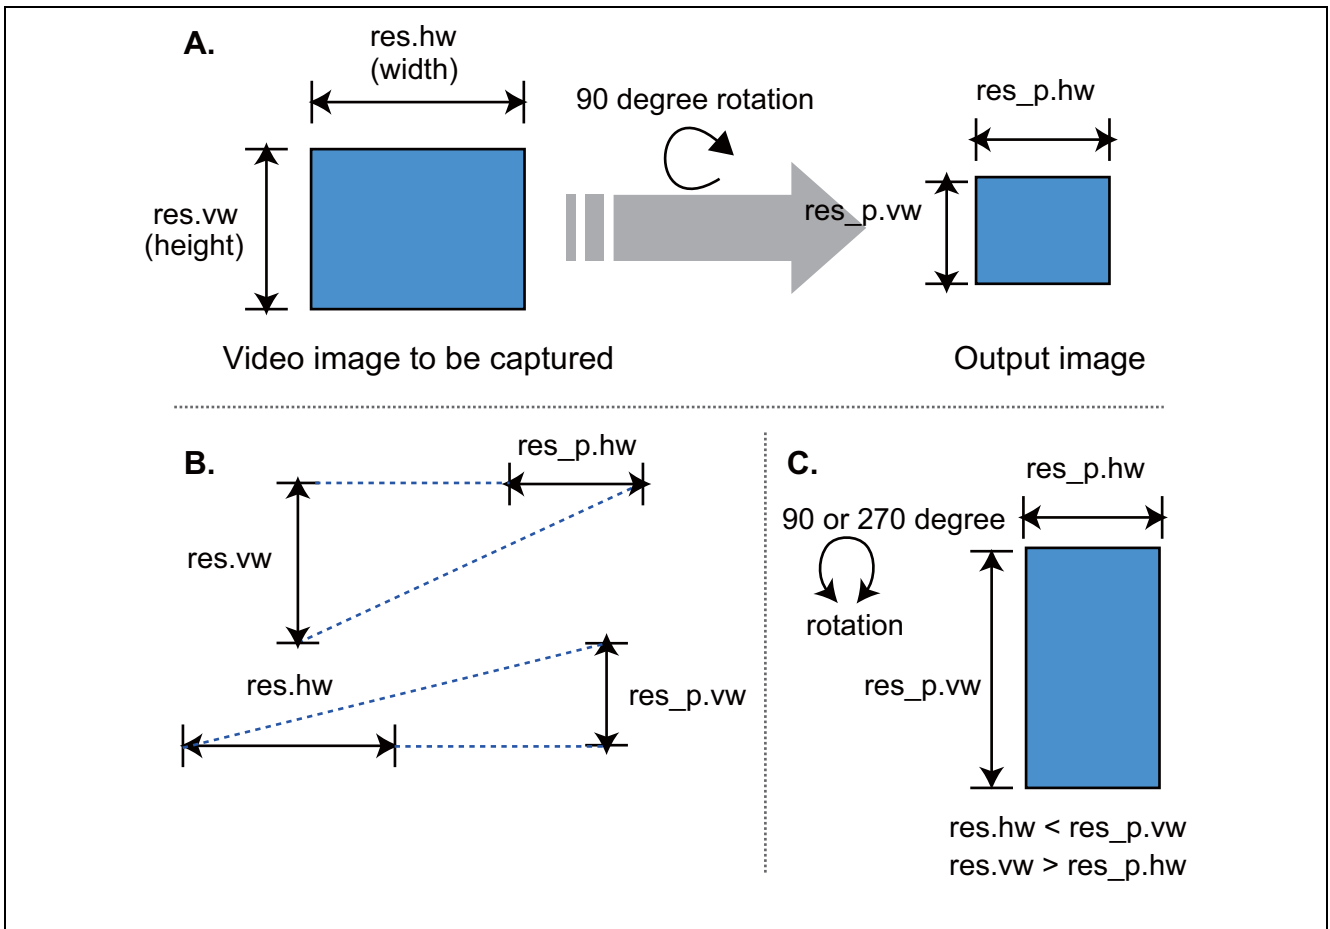 A.
res.hw
(width)
90 degree rotation
res_p.hw
res.vw
(height)
res_p.vw
Video image to be captured
Output image
B.
res_p.hw
res.vw
res.hw
res_p.vw
C.
res_p.hw
90 or 270 degree
rotation
res_p.vw
res.hw < res_p.vw
res.vw > res_p.hw